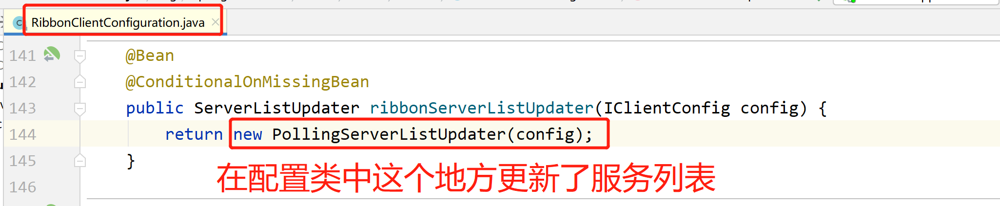 RibbonClientConfiguration.java
141 @Bean
142 @ConditionalOnMissingBean
143 public ServerListUpdater ribbonServerListUpdater(IClientConfig config) {
144 return new PollingServerListUpdater(config);
145 }
146
在配置类中这个地方更新了服务列表